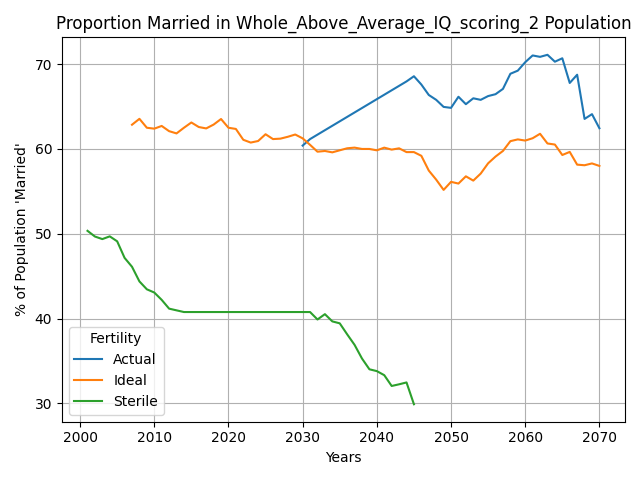 Proportion Married in Whole_Above_Average_IQ_scoring_2 Population
% of Population 'Married'
70
60
50
40
30
Fertility
Actual
Ideal
Sterile
2000 2010 2020 2030 2040 2050 2060 2070
Years